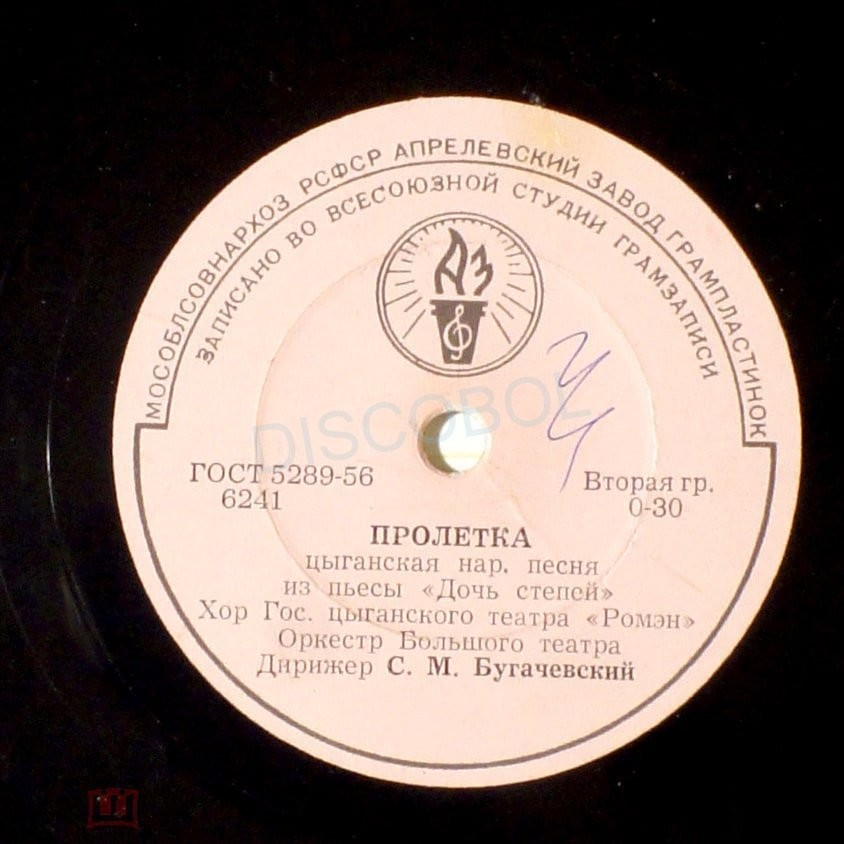 МОСОБЛСОВНАРХОЗ РСФСР АПРЕЛЕВСКИЙ ЗАВОД ГРАМПЛАСТИНОК
ЗАПИСАНО ВО ВСЕСОЮЗНОЙ СТУДИИ ГРАМЗАПИСИ
АЗ
DISCOBOL
ГОСТ 5289-56
6241
Вторая гр.
0-30
ПРОЛЕТКА
цыганская нар. песня
из пьесы «Дочь степей»
Хор Гос. цыганского театра «Ромэн»
Оркестр Большого театра
Дирижер С. М. Бугачевский